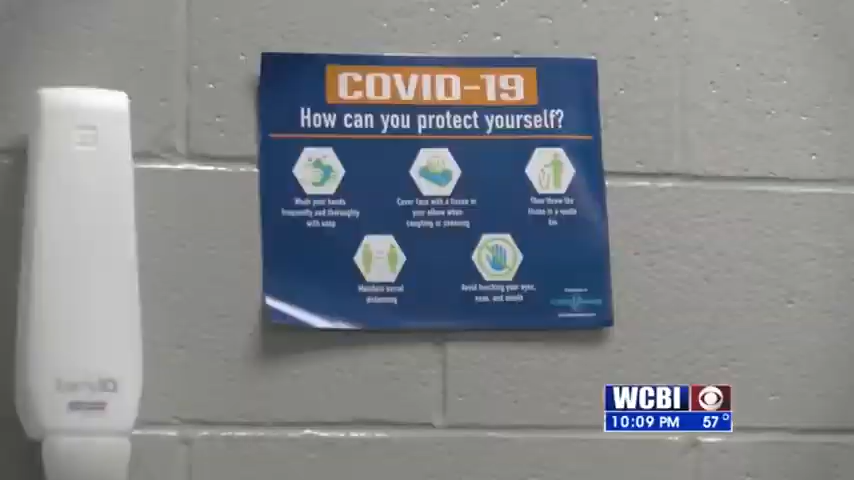 COVID-19
How can you protect yourself?
Wash your hands
frequently and thoroughly
with soap
Cover face with a tissue or
your elbow when
coughing or sneezing
Then throw the
tissue in a waste
bin
Maintain social
distancing
Avoid touching your eyes,
nose, and mouth
WCBI
10:09 PM 57°